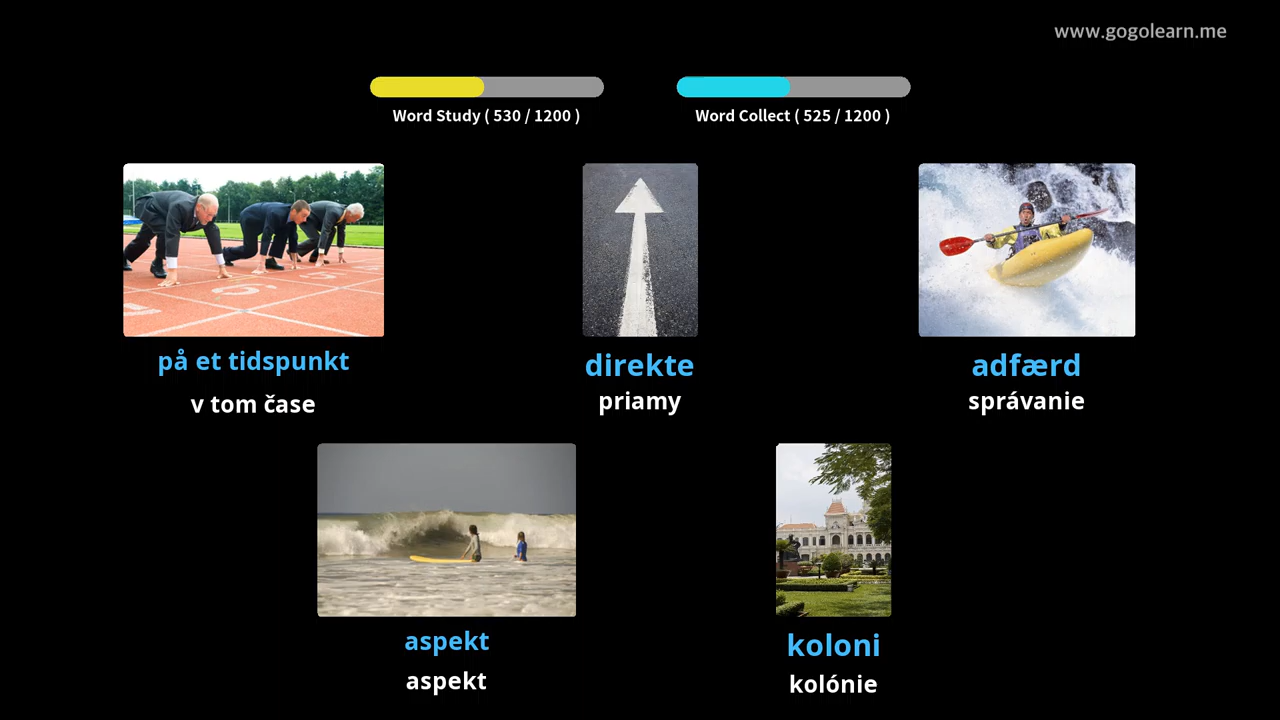 www.gogolearn.me
Word Study ( 530 / 1200 )
Word Collect ( 525 / 1200 )
på et tidspunkt
v tom čase
direkte
priamy
adfærd
správanie
aspekt
aspekt
koloni
kolónie